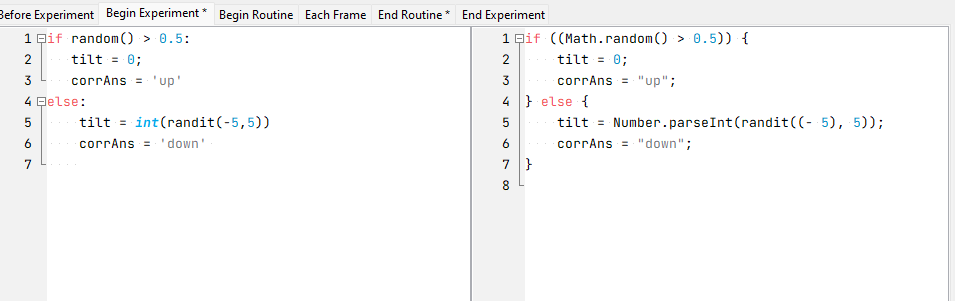 Before Experiment Begin Experiment * Begin Routine Each Frame End Routine * End Experiment
1 if random() > 0.5:
2 tilt = 0;
3 corrAns = 'up'
4 else:
5 tilt = int(randit(-5,5))
6 corrAns = 'down'
7
1 if ((Math.random() > 0.5)) {
2 tilt = 0;
3 corrAns = "up";
4 } else {
5 tilt = Number.parseInt(randit((- 5), 5));
6 corrAns = "down";
7 }
8